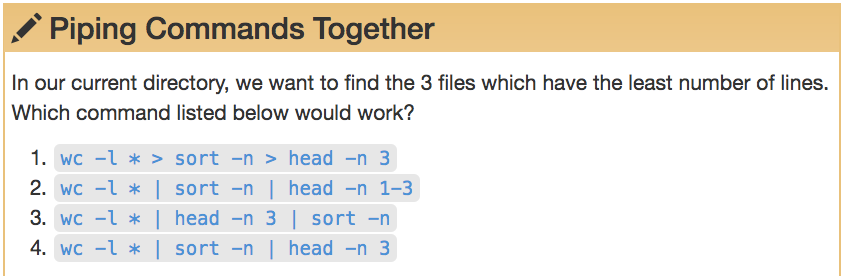 Piping Commands Together
In our current directory, we want to find the 3 files which have the least number of lines.
Which command listed below would work?
1. wc -l * > sort -n > head -n 3
2. wc -l * | sort -n | head -n 1-3
3. wc -l * | head -n 3 | sort -n
4. wc -l * | sort -n | head -n 3